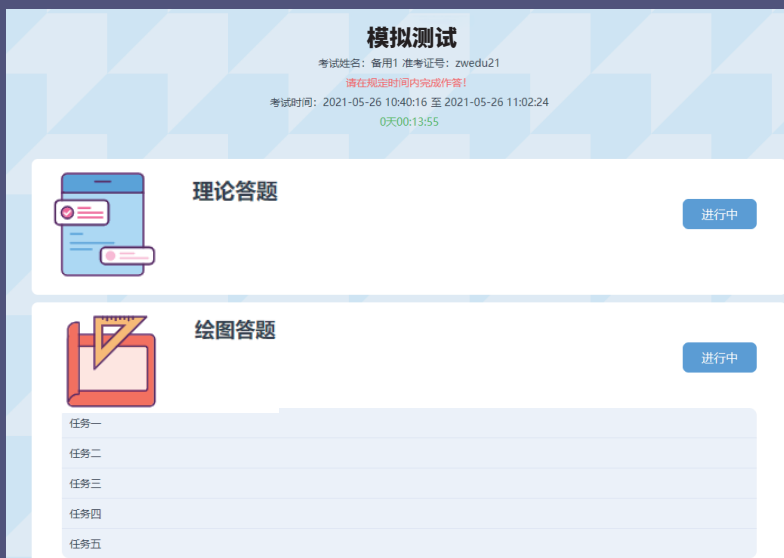 模拟测试
考试姓名：备用1 准考证号：zwedu21
请在规定时间内完成作答！
考试时间：2021-05-26 10:40:16 至 2021-05-26 11:02:24
0天00:13:55
理论答题
进行中
绘图答题
进行中
任务一
任务二
任务三
任务四
任务五